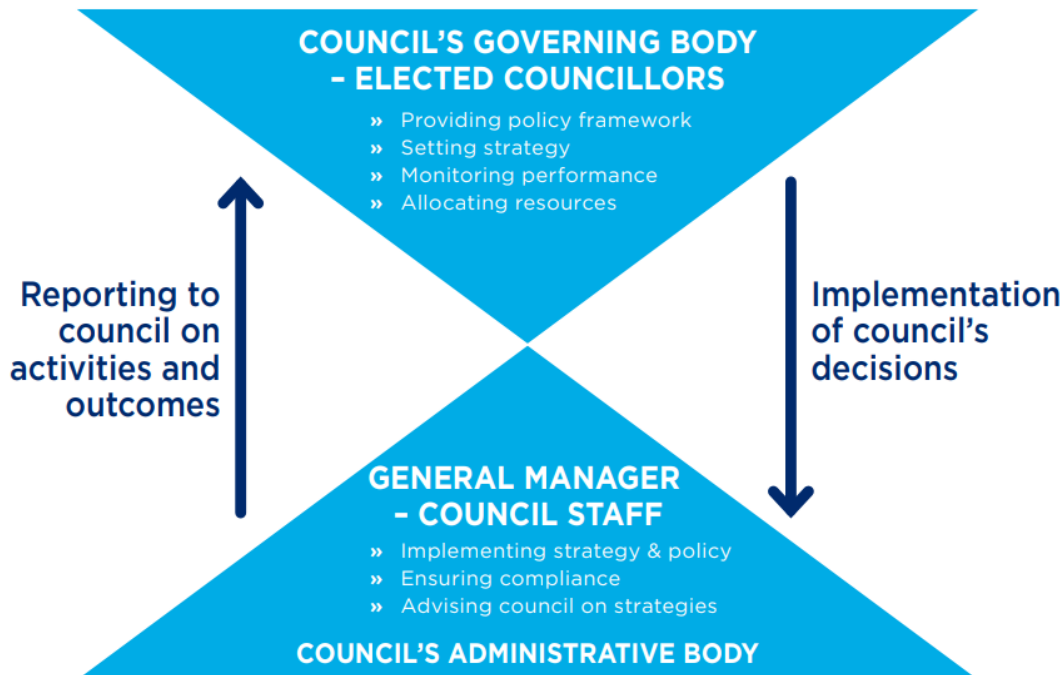 COUNCIL'S GOVERNING BODY
– ELECTED COUNCILLORS
» Providing policy framework
» Setting strategy
» Monitoring performance
» Allocating resources
Reporting to
council on
activities and
outcomes
Implementation
of council's
decisions
GENERAL MANAGER
– COUNCIL STAFF
» Implementing strategy & policy
» Ensuring compliance
» Advising council on strategies
COUNCIL'S ADMINISTRATIVE BODY